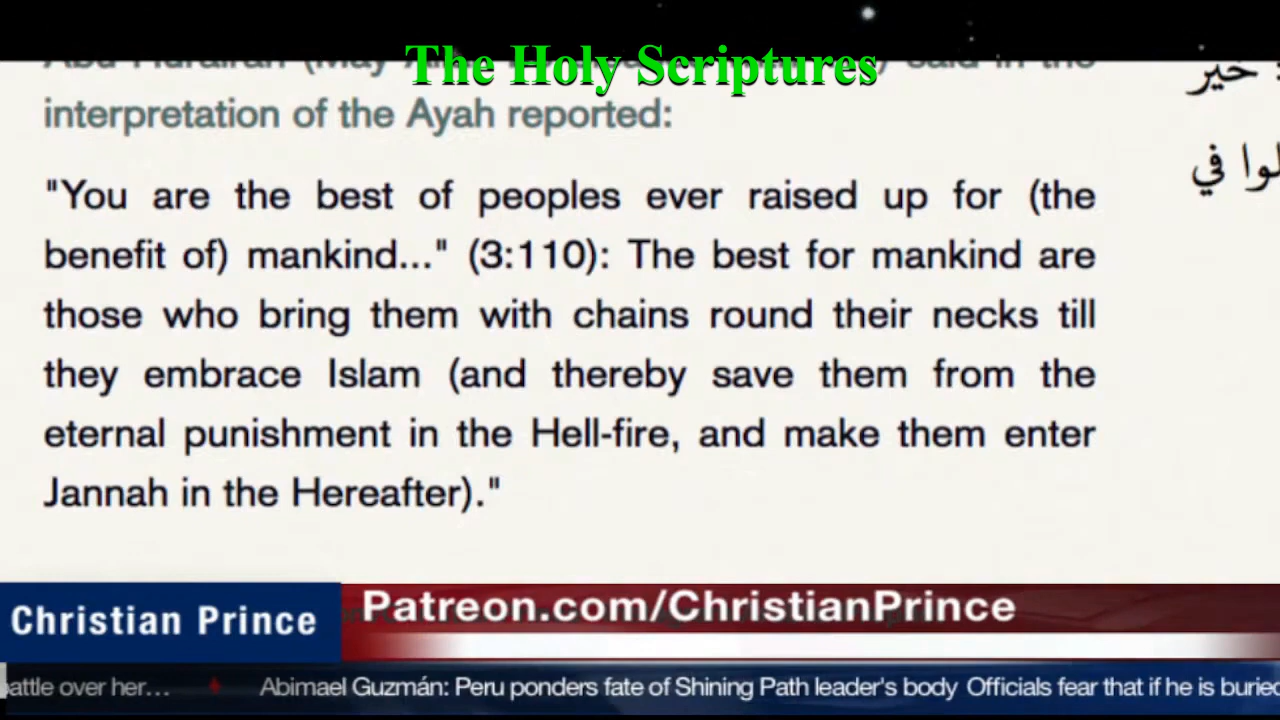 The Holy Scriptures
said in the
interpretation of the Ayah reported:
"You are the best of peoples ever raised up for (the
benefit of) mankind..." (3:110): The best for mankind are
those who bring them with chains round their necks till
they embrace Islam (and thereby save them from the
eternal punishment in the Hell-fire, and make them enter
Jannah in the Hereafter)."
خير
في
Christian Prince
Patreon.com/ChristianPrince
battle over her... Abimael Guzmán: Peru ponders fate of Shining Path leader's body Officials fear that if he is buried